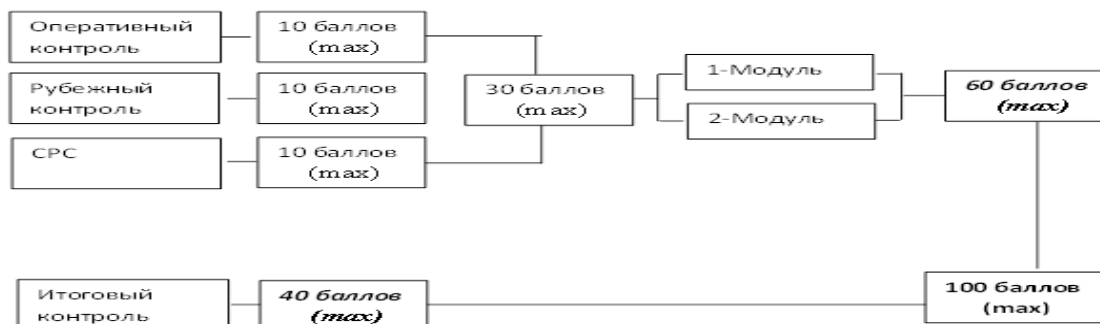 Оперативный
контроль
10 баллов
(max)
Рубежный
контроль
10 баллов
(max)
СРС
10 баллов
(max)
30 баллов
(max)
1-Модуль
2-Модуль
60 баллов
(max)
Итоговый
контроль
40 баллов
(max)
100 баллов
(max)